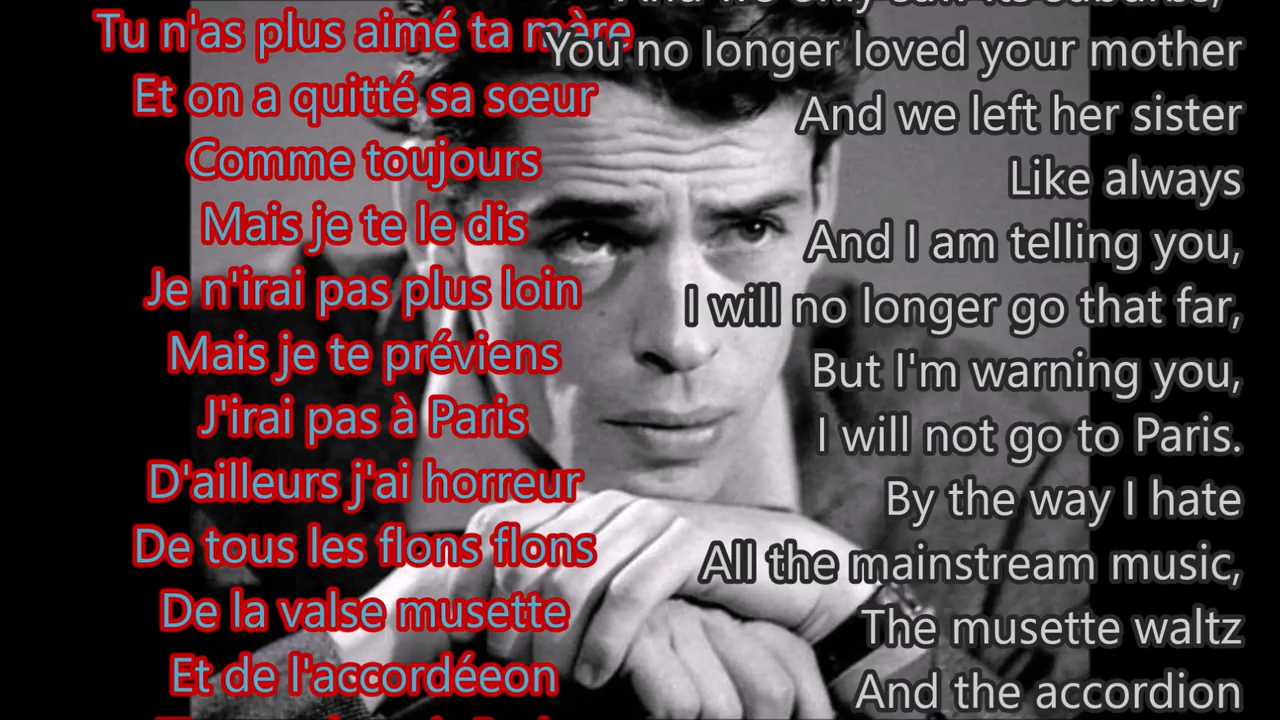 Tu n'as plus aimé ta mère
Et on a quitté sa sœur
Comme toujours
Mais je te le dis
Je n'irai pas plus loin
Mais je te préviens
J'irai pas à Paris
D'ailleurs j'ai horreur
De tous les flons flons
De la valse musette
Et de l'accordéeon
You no longer loved your mother
And we left her sister
Like always
And I am telling you,
I will no longer go that far,
But I'm warning you,
I will not go to Paris.
By the way I hate
All the mainstream music,
The musette waltz
And the accordion